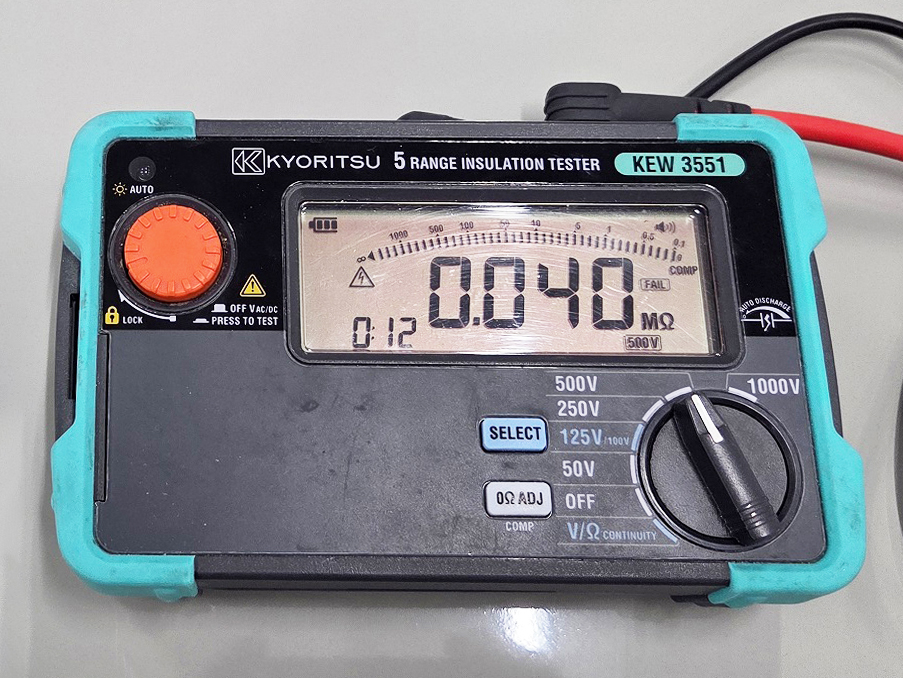 KYORITSU 5 RANGE INSULATION TESTER KEW 3551
AUTO
∞ 1000 500 100 50 10 5 1 0.5 0.1 0
COMP
FAIL
0.040 MΩ
0:12
500V
OFF VAC/DC
PRESS TO TEST
LOCK
AUTO DISCHARGE
500V
1000V
250V
SELECT
125V/100V
50V
0Ω ADJ
COMP
OFF
V/Ω CONTINUITY